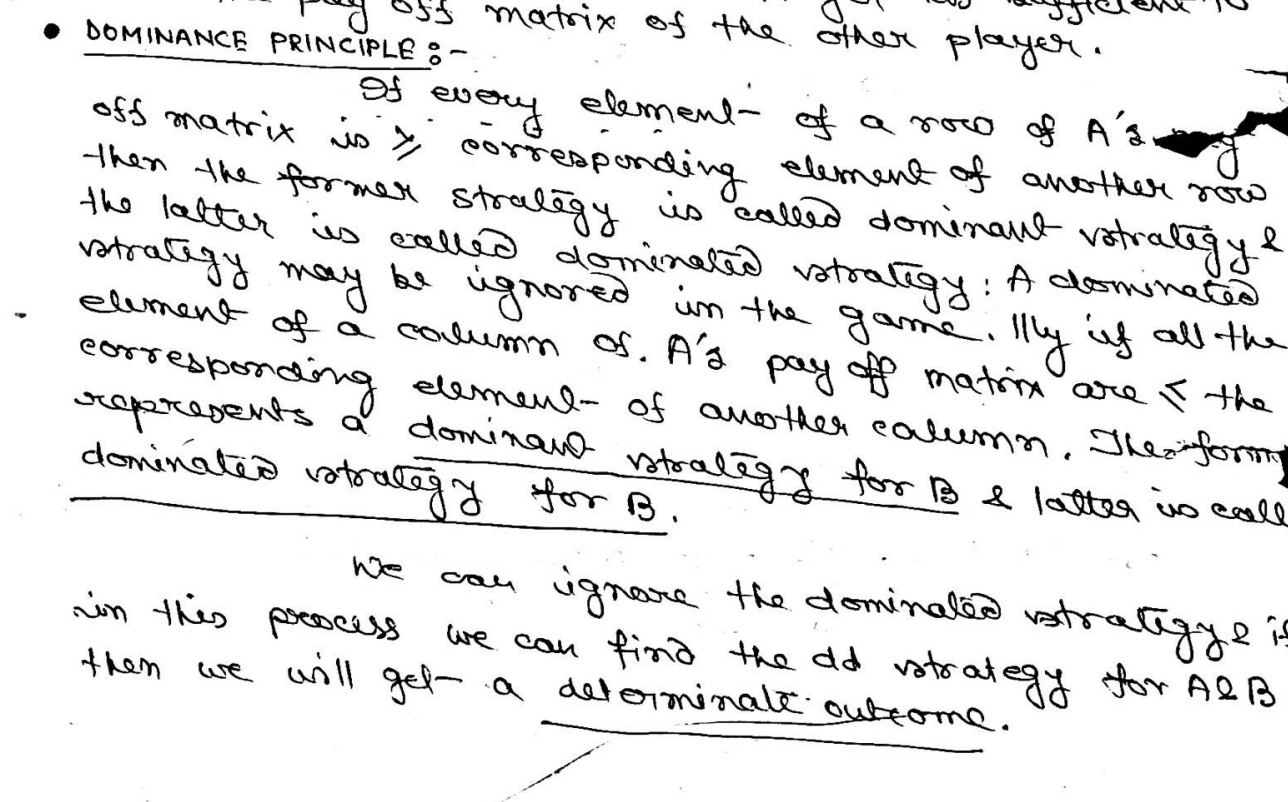 pay off matrix of the other player.
• DOMINANCE PRINCIPLE :-
If every element of a row of A's
off matrix is ≥ corresponding element of another row
then the former strategy is called dominant strategy &
the latter is called dominated strategy: A dominated
strategy may be ignored in the game. |||ly if all the
element of a column of. A's pay off matrix are ≤ the
corresponding element of another column. The form
represents a dominant strategy for B & latter is call
dominated strategy for B.
We can ignore the dominated strategy & if
in this process we can find the dd strategy for A & B
then we will get a determinate outcome.